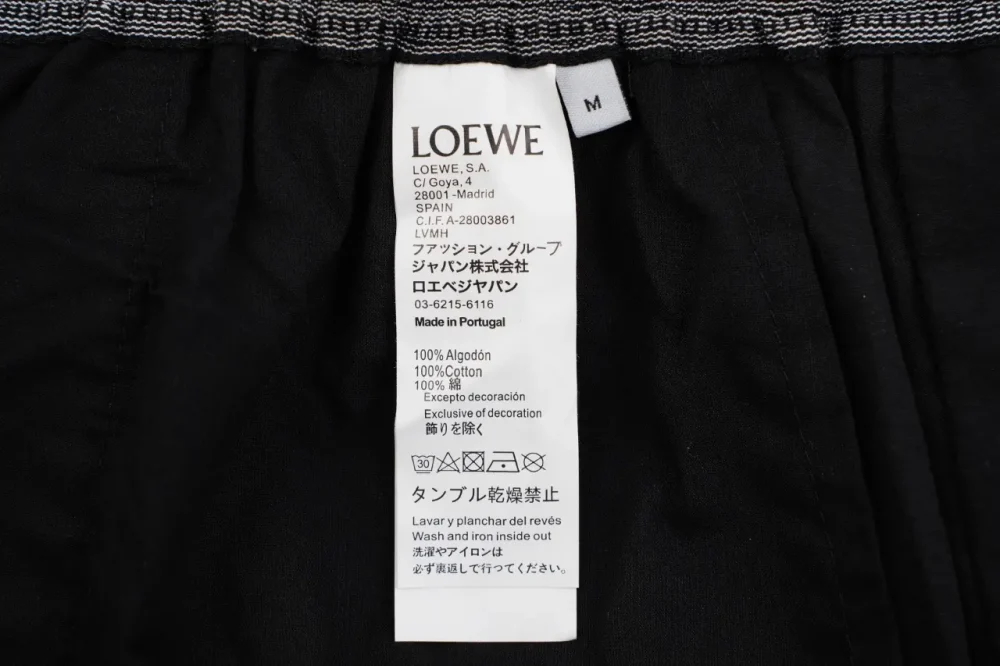 M
LOEWE
LOEWE, S.A.
C/ Goya, 4
28001 -Madrid
SPAIN
C.I.F. A-28003861
LVMH
ファッション・グループ
ジャパン株式会社
ロエベジャパン
03-6215-6116
Made in Portugal
100% Algodón
100%Cotton
100% 綿
Excepto decoración
Exclusive of decoration
飾りを除く
30
タンブル乾燥禁止
Lavar y planchar del revés
Wash and iron inside out
洗濯やアイロンは
必ず裏返しで行ってください。